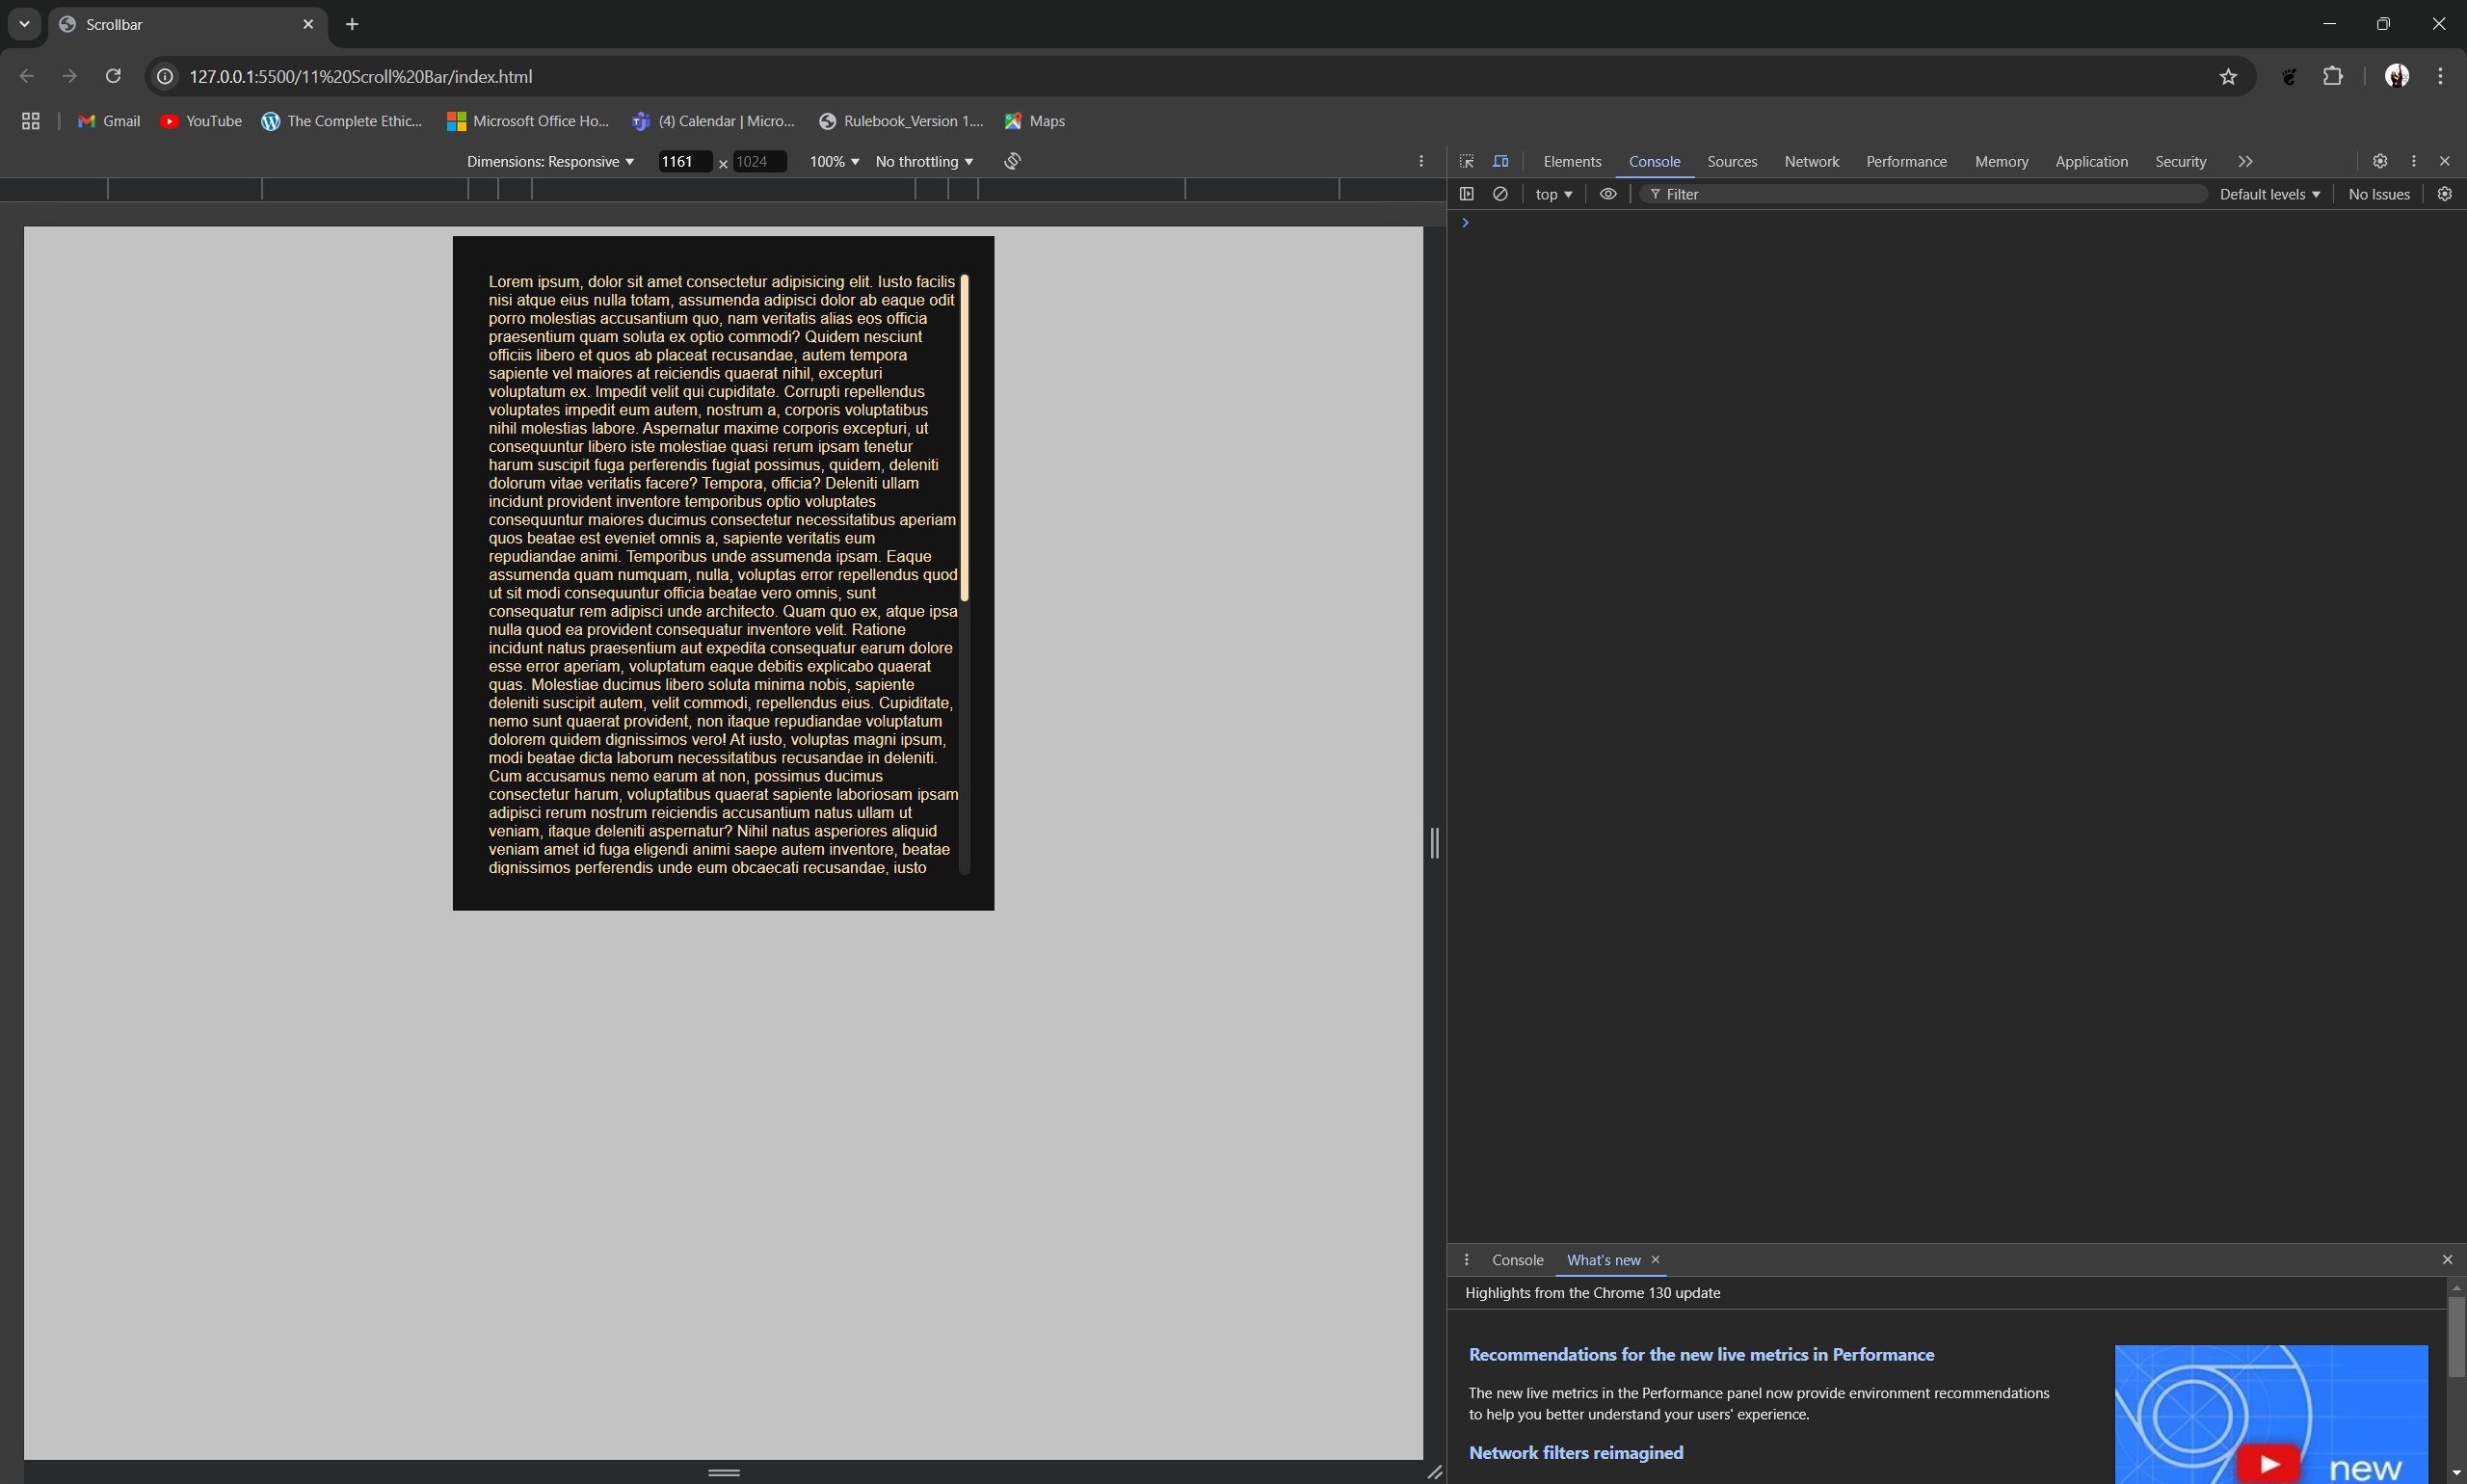 Scrollbar
127.0.0.1:5500/11%20Scroll%20Bar/index.html
Gmail YouTube The Complete Ethic... Microsoft Office Ho... (4) Calendar | Micro... Rulebook_Version 1.... Maps
Dimensions: Responsive 1161 x 1024 100% No throttling
Elements Console Sources Network Performance Memory Application Security
top Filter Default levels No Issues
Lorem ipsum, dolor sit amet consectetur adipisicing elit. Iusto facilis
nisi atque eius nulla totam, assumenda adipisci dolor ab eaque odit
porro molestias accusantium quo, nam veritatis alias eos officia
praesentium quam soluta ex optio commodi? Quidem nesciunt
officiis libero et quos ab placeat recusandae, autem tempora
sapiente vel maiores at reiciendis quaerat nihil, excepturi
voluptatum ex. Impedit velit qui cupiditate. Corrupti repellendus
voluptates impedit eum autem, nostrum a, corporis voluptatibus
nihil molestias labore. Aspernatur maxime corporis excepturi, ut
consequuntur libero iste molestiae quasi rerum ipsam tenetur
harum suscipit fuga perferendis fugiat possimus, quidem, deleniti
dolorum vitae veritatis facere? Tempora, officia? Deleniti ullam
incidunt provident inventore temporibus optio voluptates
consequuntur maiores ducimus consectetur necessitatibus aperiam
quos beatae est eveniet omnis a, sapiente veritatis eum
repudiandae animi. Temporibus unde assumenda ipsam. Eaque
assumenda quam numquam, nulla, voluptas error repellendus quod
ut sit modi consequuntur officia beatae vero omnis, sunt
consequatur rem adipisci unde architecto. Quam quo ex, atque ipsa
nulla quod ea provident consequatur inventore velit. Ratione
incidunt natus praesentium aut expedita consequatur earum dolore
esse error aperiam, voluptatum eaque debitis explicabo quaerat
quas. Molestiae ducimus libero soluta minima nobis, sapiente
deleniti suscipit autem, velit commodi, repellendus eius. Cupiditate,
nemo sunt quaerat provident, non itaque repudiandae voluptatum
dolorem quidem dignissimos vero! At iusto, voluptas magni ipsum,
modi beatae dicta laborum necessitatibus recusandae in deleniti.
Cum accusamus nemo earum at non, possimus ducimus
consectetur harum, voluptatibus quaerat sapiente laboriosam ipsam
adipisci rerum nostrum reiciendis accusantium natus ullam ut
veniam, itaque deleniti aspernatur? Nihil natus asperiores aliquid
veniam amet id fuga eligendi animi saepe autem inventore, beatae
dignissimos perferendis unde eum obcaecati recusandae, iusto
Console What's new
Highlights from the Chrome 130 update
Recommendations for the new live metrics in Performance
The new live metrics in the Performance panel now provide environment recommendations
to help you better understand your users' experience.
Network filters reimagined
new